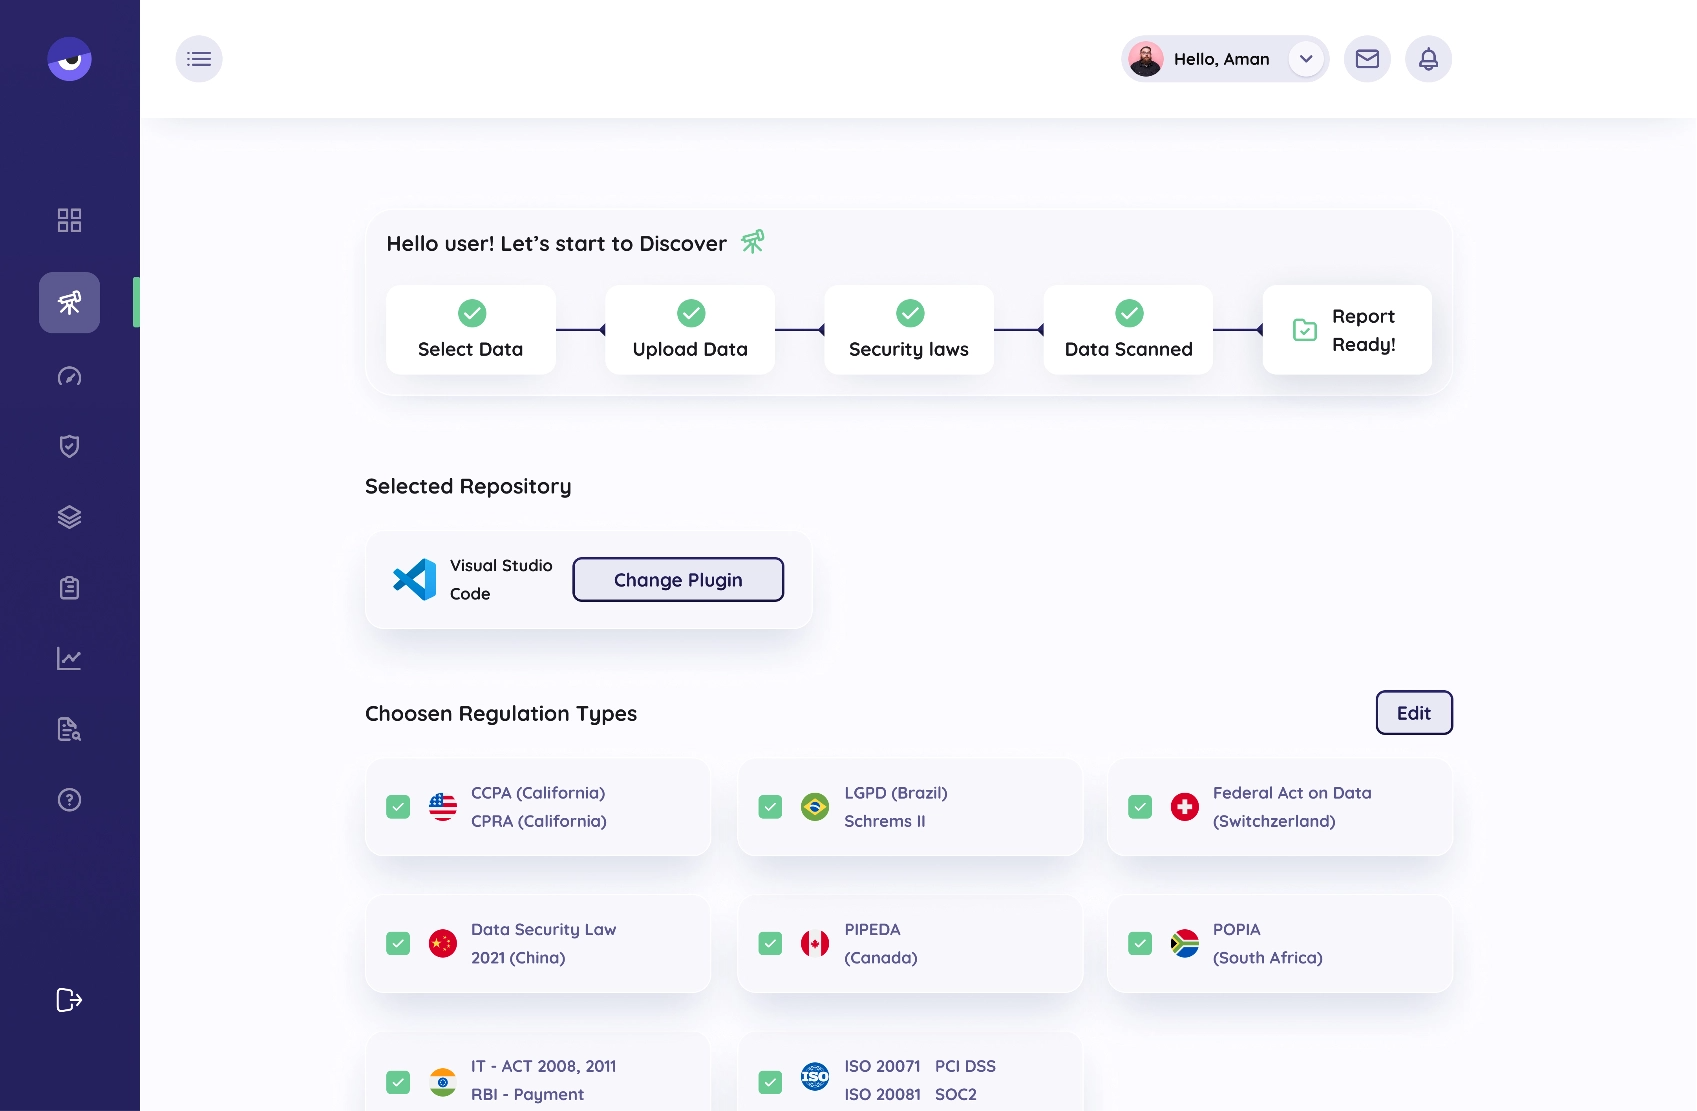 Hello, Aman
Hello user! Let's start to Discover
Select Data
Upload Data
Security laws
Data Scanned
Report
Ready!
Selected Repository
Visual Studio
Code
Change Plugin
Choosen Regulation Types
Edit
CCPA (California)
CPRA (California)
LGPD (Brazil)
Schrems II
Federal Act on Data
(Switchzerland)
Data Security Law
2021 (China)
PIPEDA
(Canada)
POPIA
(South Africa)
IT - ACT 2008, 2011
RBI - Payment
ISO
ISO 20071 PCI DSS
ISO 20081 SOC2